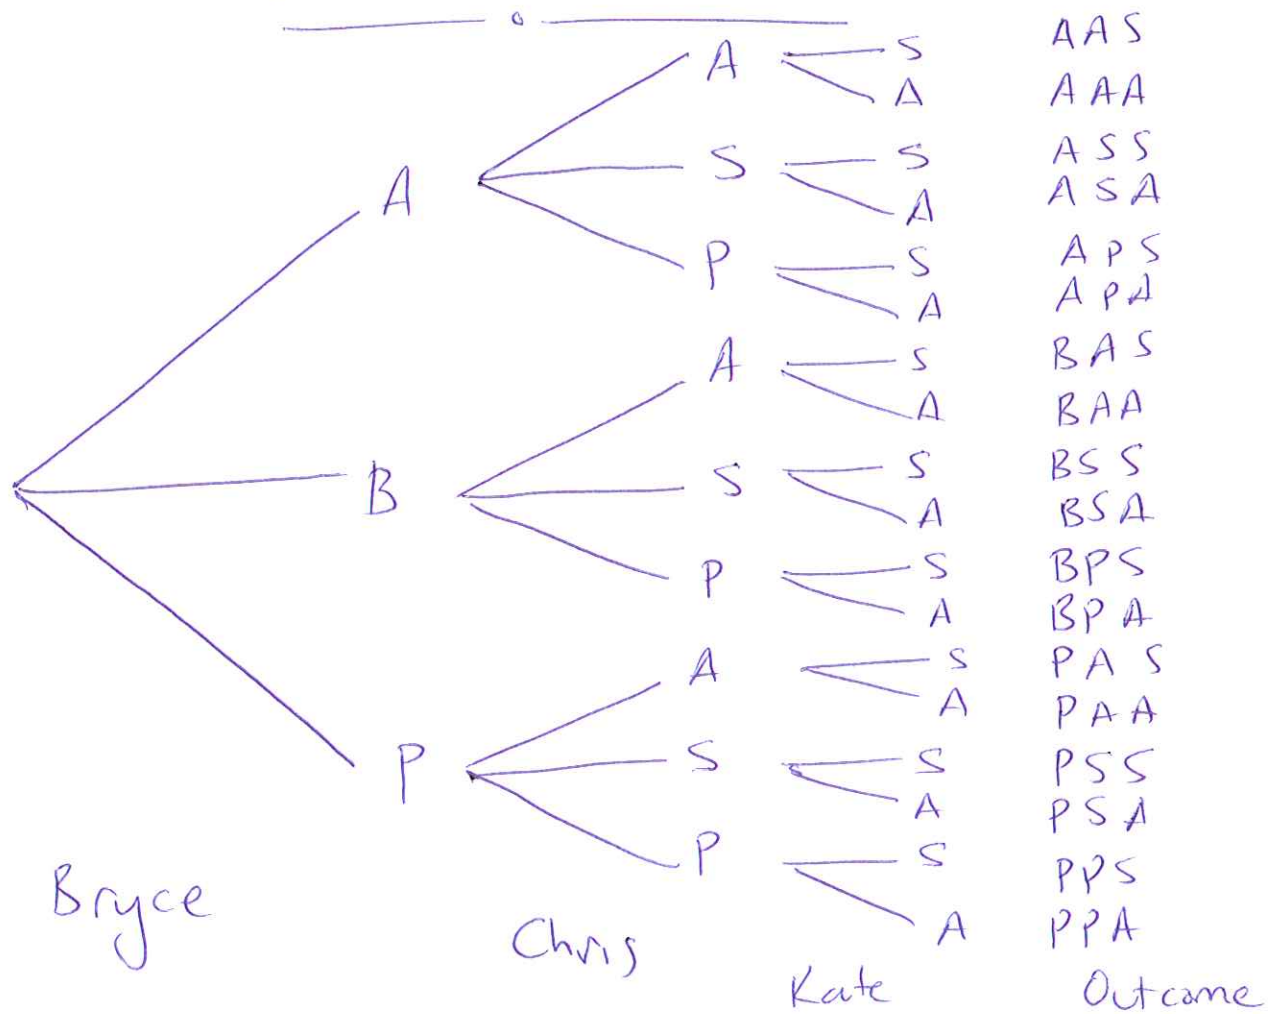 A S AAS
A AAA
S S ASS
A A ASA
P S APS
A APA
A S BAS
A BAA
B S S BSS
A BSA
P S BPS
A BPA
A S PAS
A PAA
P S S PSS
A PSA
P S PPS
A PPA
Bryce Chris Kate Outcome